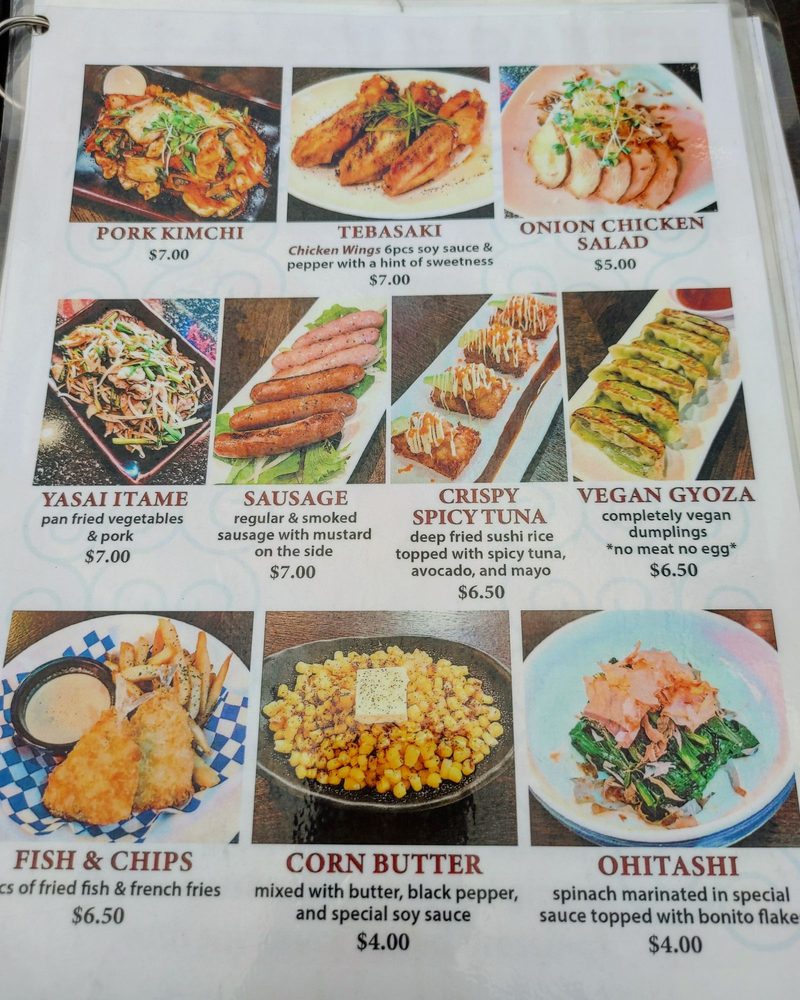 PORK KIMCHI
$7.00
TEBASAKI
Chicken Wings 6pcs soy sauce &
pepper with a hint of sweetness
$7.00
ONION CHICKEN
SALAD
$5.00
YASAI ITAME
pan fried vegetables
& pork
$7.00
SAUSAGE
regular & smoked
sausage with mustard
on the side
$7.00
CRISPY
SPICY TUNA
deep fried sushi rice
topped with spicy tuna,
avocado, and mayo
$6.50
VEGAN GYOZA
completely vegan
dumplings
*no meat no egg*
$6.50
FISH & CHIPS
cs of fried fish & french fries
$6.50
CORN BUTTER
mixed with butter, black pepper,
and special soy sauce
$4.00
OHITASHI
spinach marinated in special
sauce topped with bonito flake
$4.00